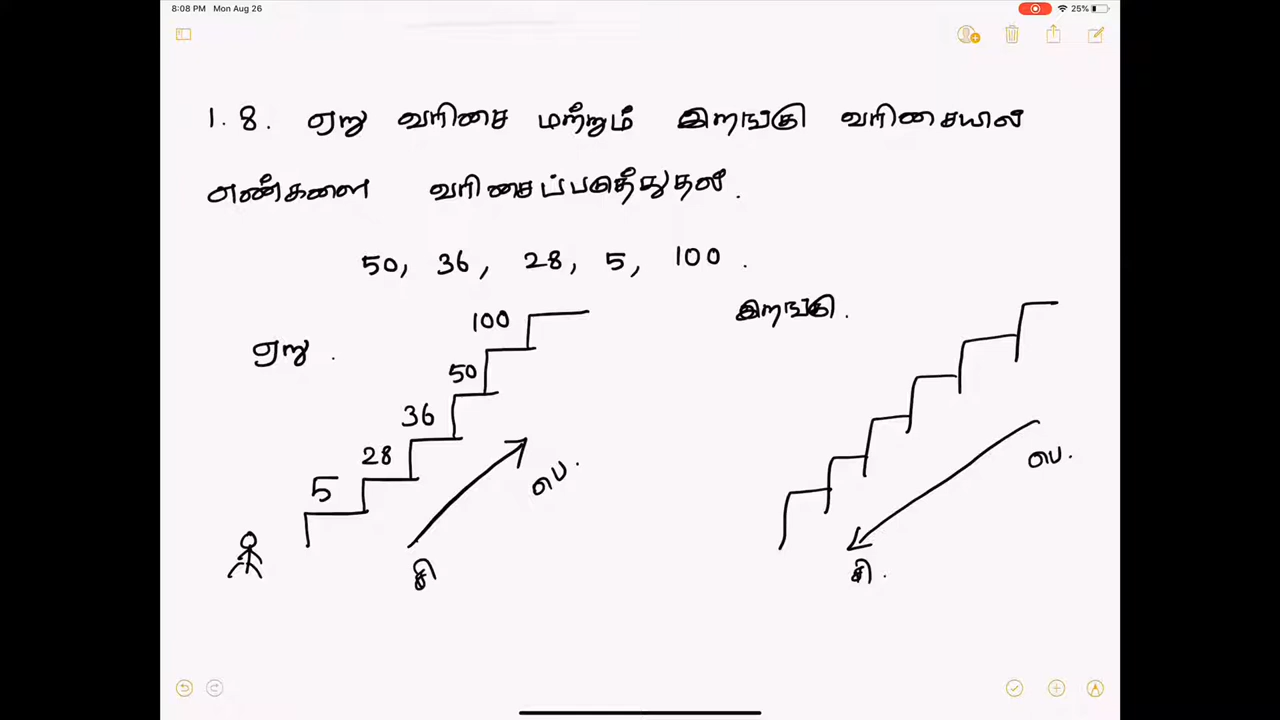 8:08 PM Mon Aug 26
25%
1.8. ஏறு வரிசை மற்றும் இறங்கு வரிசையில்
எண்களை வரிசைப்படுத்துதல்.
50, 36, 28, 5, 100.
ஏறு.
100
50
36
28
5
சி
பெ.
இறங்கு.
பெ.
சி.